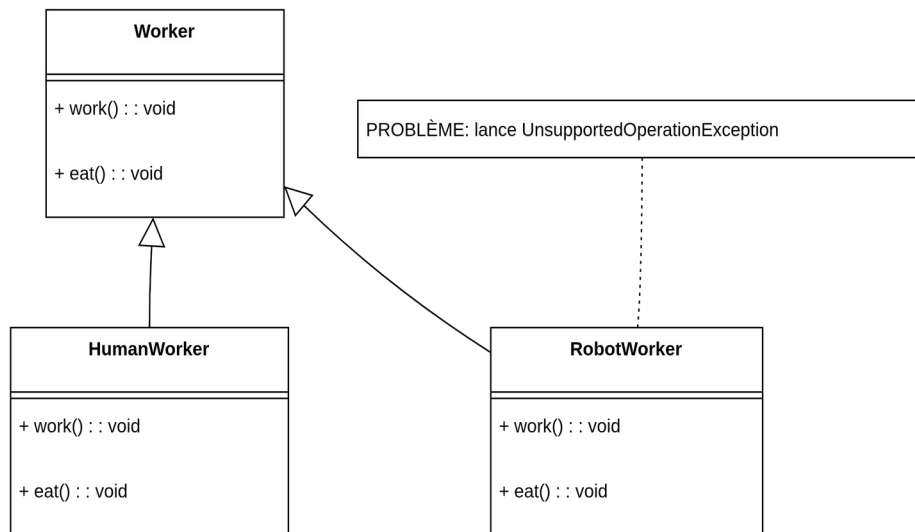 Worker
+ work() : : void
+ eat() : : void
PROBLÈME: lance UnsupportedOperationException
HumanWorker
+ work() : : void
+ eat() : : void
RobotWorker
+ work() : : void
+ eat() : : void